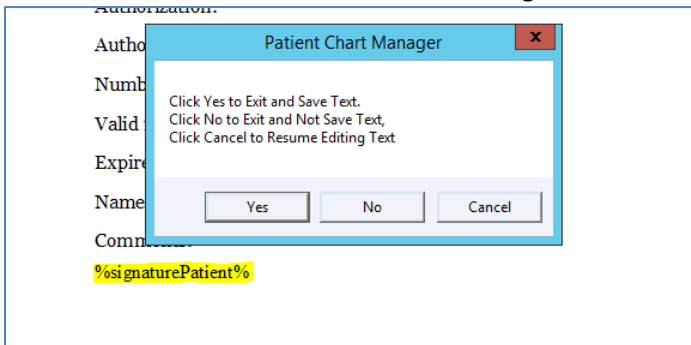 Authorization:
Patient Chart Manager
x
Autho
Numb
Click Yes to Exit and Save Text.
Valid
Click No to Exit and Not Save Text,
Click Cancel to Resume Editing Text
Expire
Name
Yes No Cancel
Comments:
%signaturePatient%